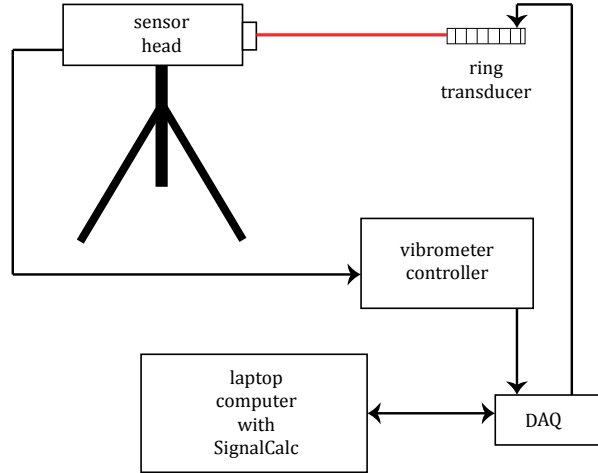 sensor
head
ring
transducer
vibrometer
controller
laptop
computer
with
SignalCalc
DAQ